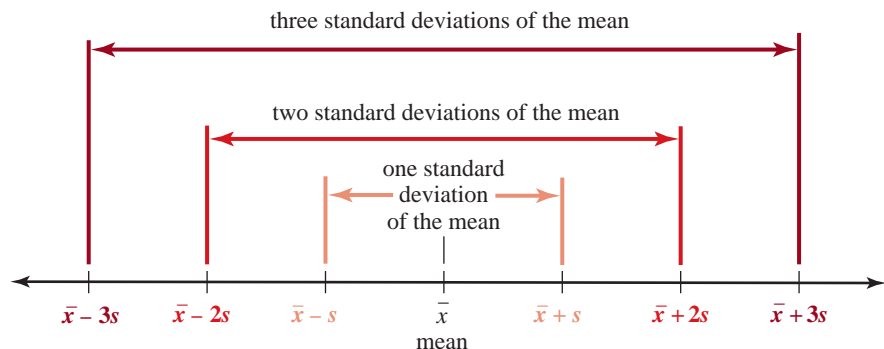 three standard deviations of the mean
two standard deviations of the mean
one standard
deviation
of the mean
x̄ – 3s x̄ – 2s x̄ – s x̄ x̄ + s x̄ + 2s x̄ + 3s
mean